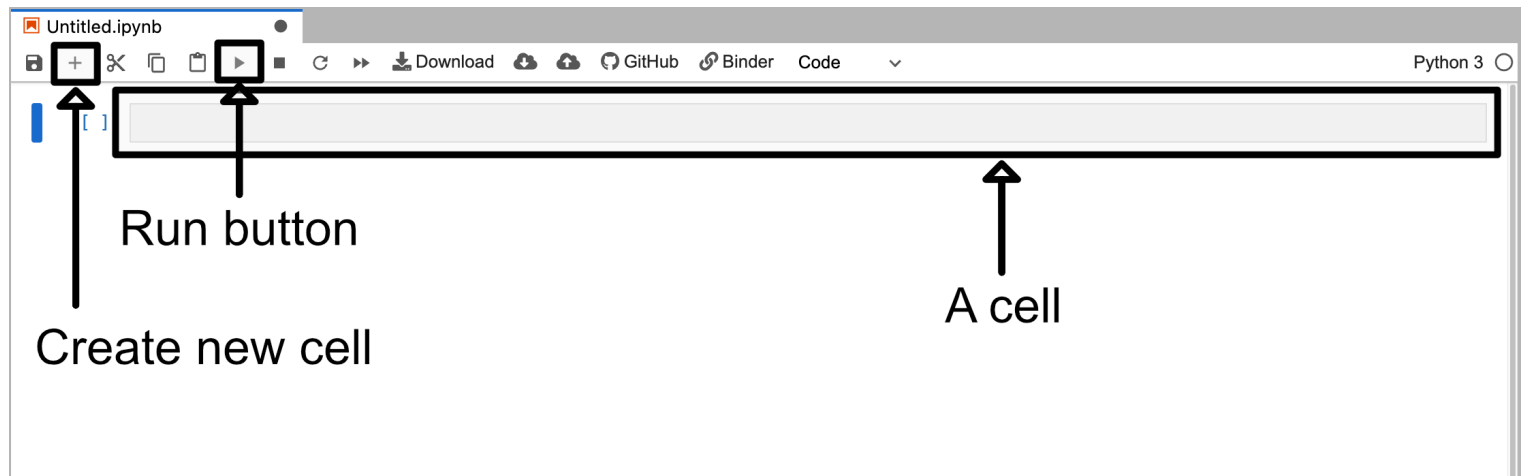 Untitled.ipynb
Download GitHub Binder Code Python 3
[ ]
Run button
A cell
Create new cell